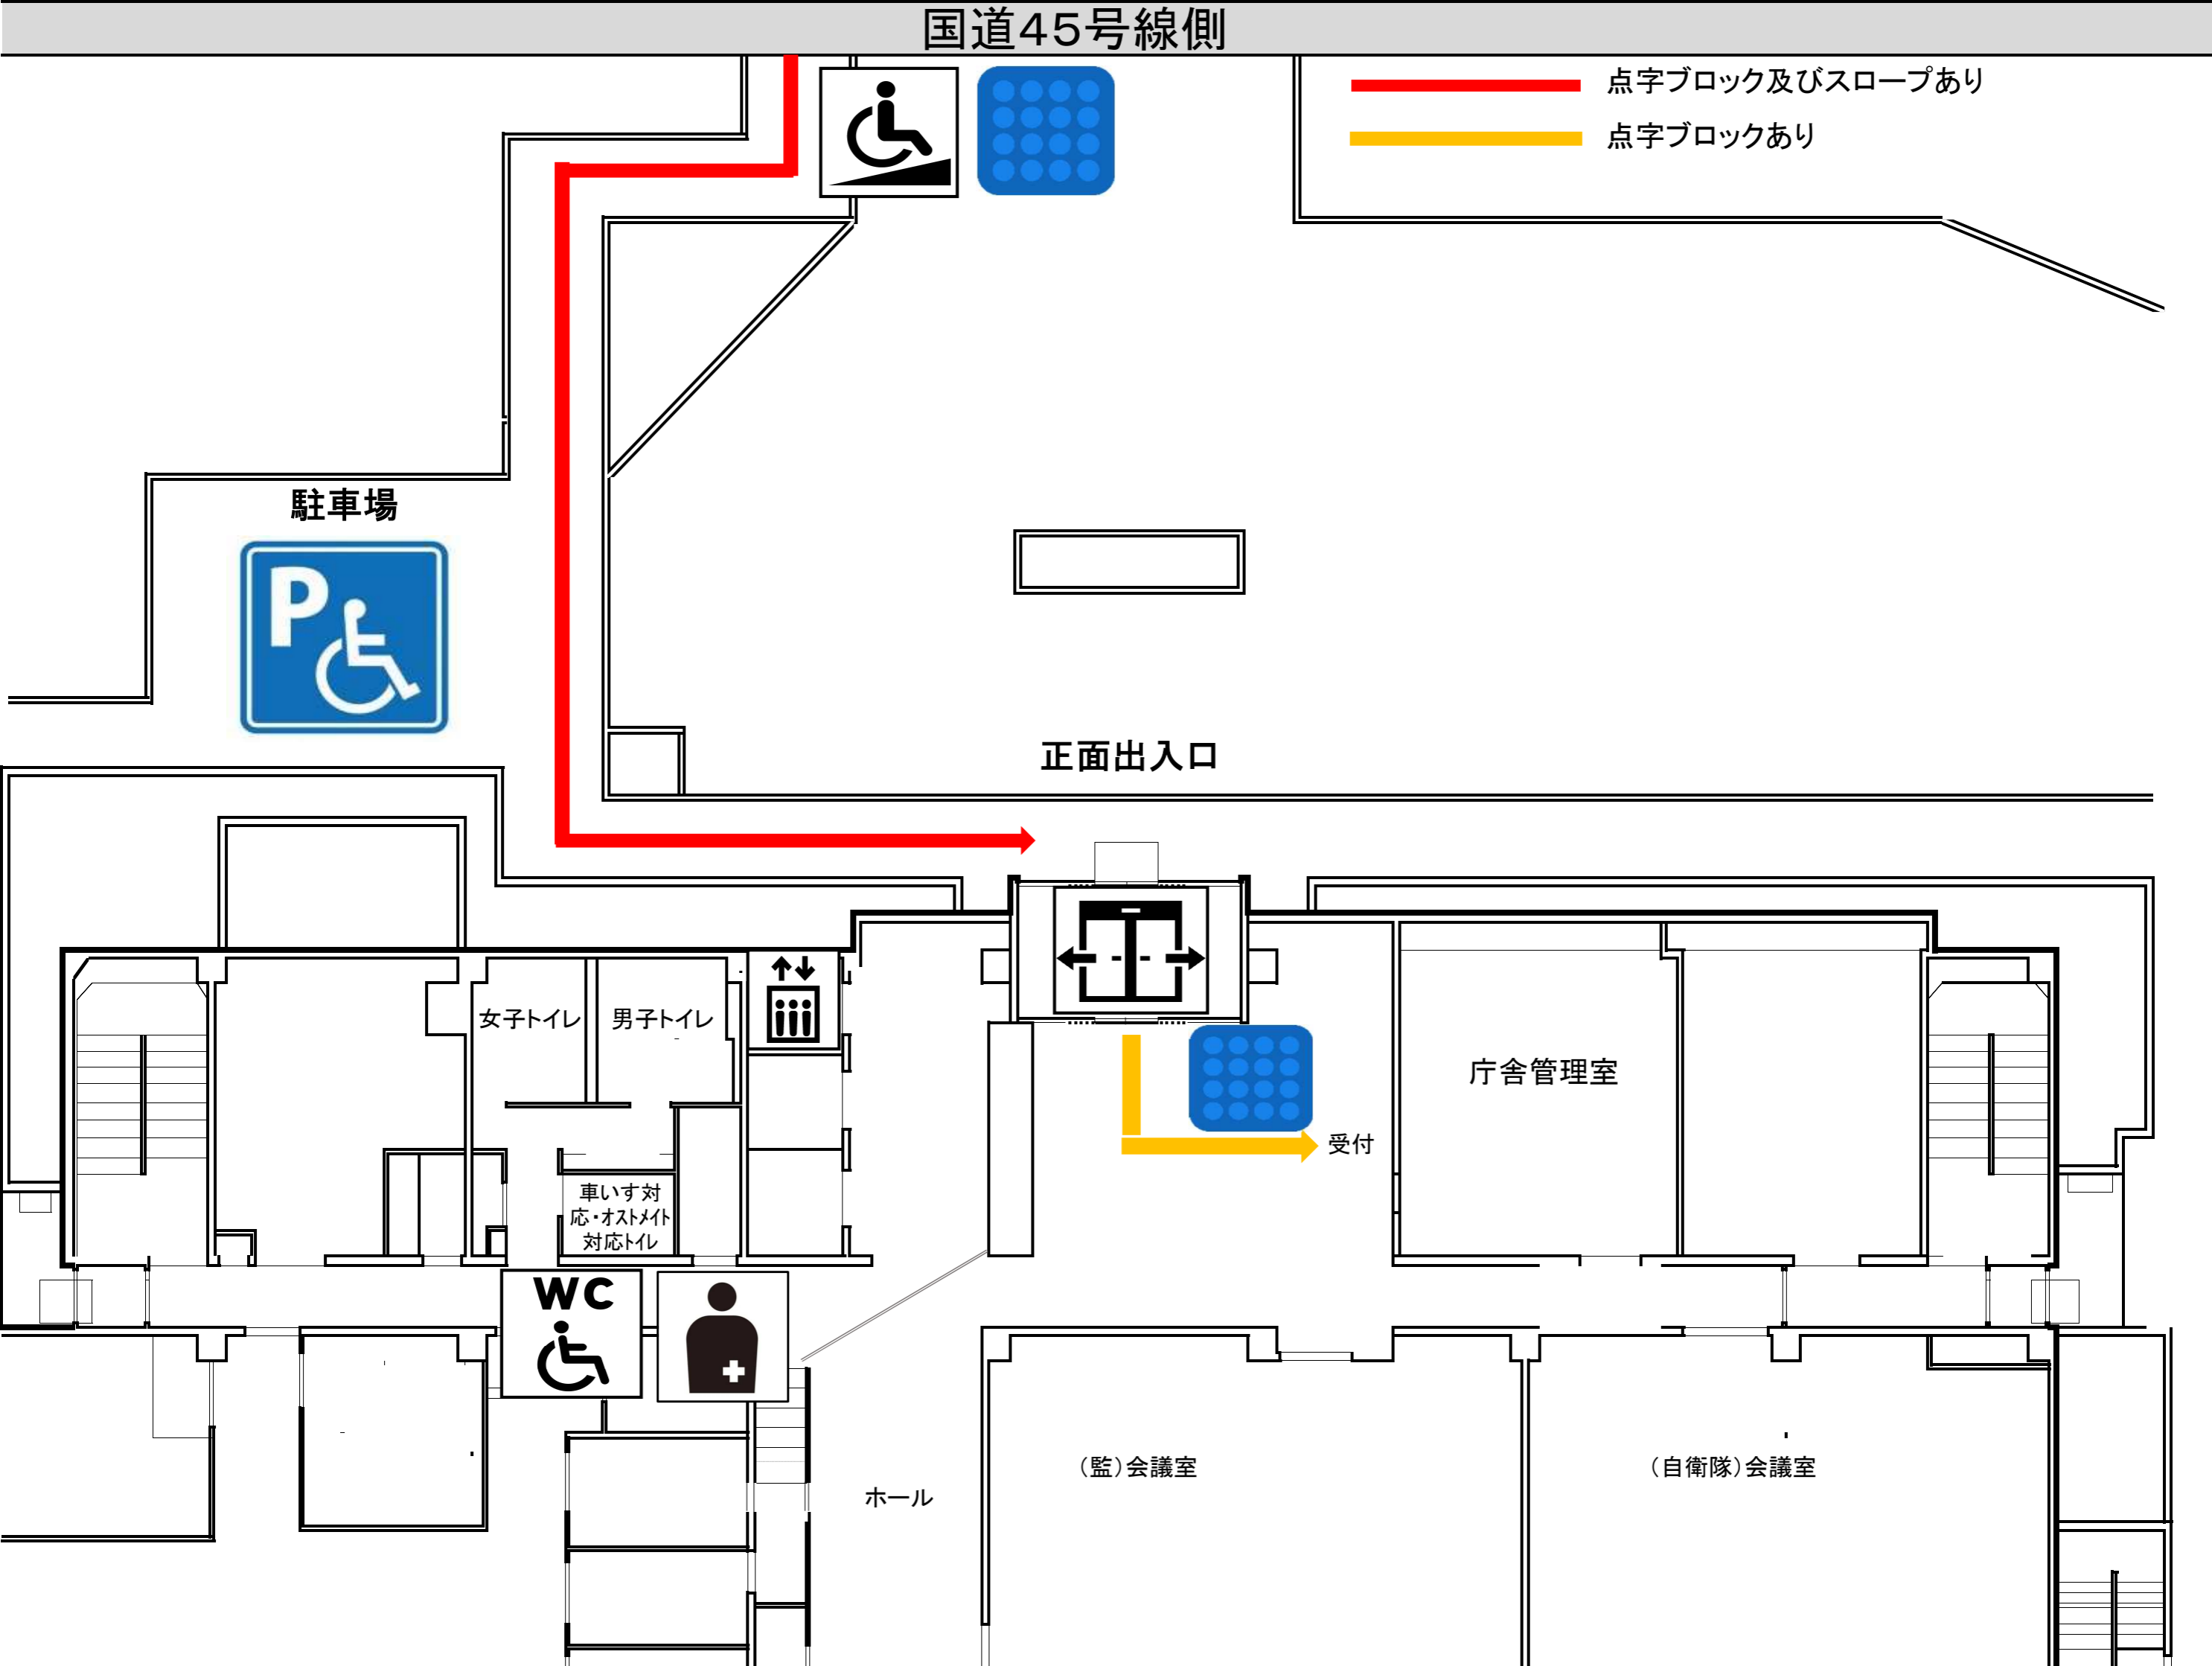 国道45号線側
点字ブロック及びスロープあり
点字ブロックあり
駐車場
P
正面出入口
女子トイレ
男子トイレ
庁舎管理室
受付
車いす対
応・オストメイト
対応トイレ
WC
（監）会議室
（自衛隊）会議室
ホール